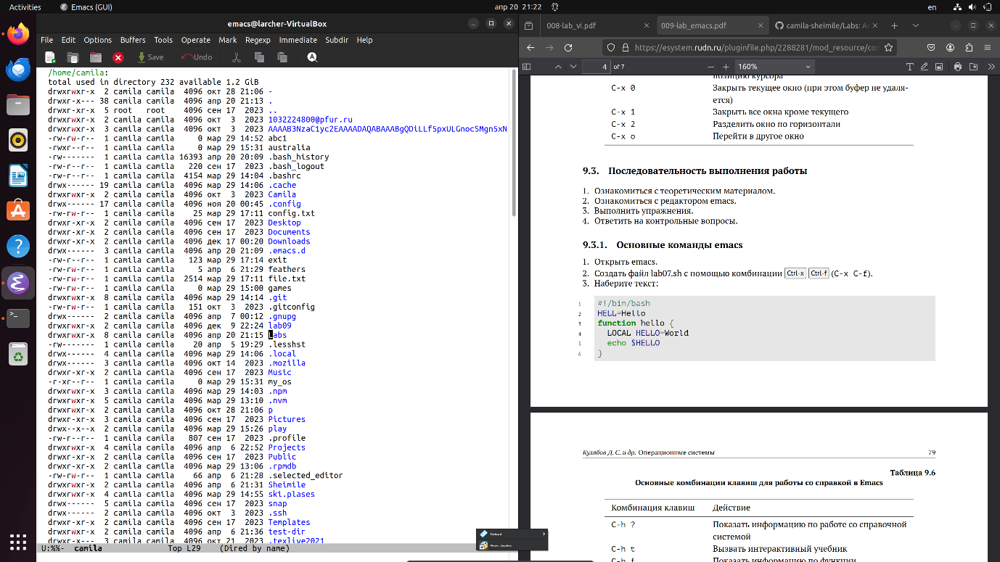 Activities
Emacs (GUI)
апр 20 21:22
en
emacs@larcher-VirtualBox
File Edit Options Buffers Tools Operate Mark Regexp Immediate Subdir Help
Save Undo
/home/camila:
total used in directory 232 available 1.2 GiB
drwxrwxr-x 2 camila camila 4096 окт 28 21:06 -
drwxr-x--- 38 camila camila 4096 апр 20 21:13 .
drwxr-xr-x 5 root root 4096 сен 17 2023 ..
drwxrwxr-x 2 camila camila 4096 окт 3 2023 1032224800@pfur.ru
drwxrwxr-x 3 camila camila 4096 окт 3 2023 AAAAB3NzaC1yc2EAAAADAQABAAABgQDiLLf5pxULGnocSMgn5xN
-rw-rw-r-- 1 camila camila 0 мар 29 14:52 abc1
-rwxr--r-- 1 camila camila 0 мар 29 15:31 australia
-rw------- 1 camila camila 16393 апр 20 20:09 .bash_history
-rw-r--r-- 1 camila camila 220 сен 17 2023 .bash_logout
-rw-r--r-- 1 camila camila 4154 мар 29 14:04 .bashrc
drwx------ 19 camila camila 4096 мар 29 14:06 .cache
drwxrwxr-x 2 camila camila 4096 окт 3 2023 Camila
drwx------ 17 camila camila 4096 ноя 20 00:45 .config
-rw-rw-r-- 1 camila camila 25 мар 29 17:11 config.txt
drwxr-xr-x 2 camila camila 4096 сен 17 2023 Desktop
drwxr-xr-x 2 camila camila 4096 сен 17 2023 Documents
drwxr-xr-x 2 camila camila 4096 дек 17 00:20 Downloads
drwx------ 3 camila camila 4096 апр 20 21:09 .emacs.d
-rw-r--r-- 1 camila camila 123 мар 29 17:14 exit
-rw-rw-r-- 1 camila camila 5 апр 6 21:29 feathers
-rw-rw-r-- 1 camila camila 2514 мар 29 17:11 file.txt
-rw-rw-r-- 1 camila camila 0 мар 29 15:00 games
drwxrwxr-x 8 camila camila 4096 мар 29 14:14 .git
-rw-rw-r-- 1 camila camila 151 окт 3 2023 .gitconfig
drwx------ 2 camila camila 4096 апр 7 00:12 .gnupg
drwxrwxr-x 2 camila camila 4096 дек 9 22:24 lab09
drwxrwxr-x 8 camila camila 4096 апр 20 21:15 Labs
-rw------- 1 camila camila 20 апр 5 19:29 .lesshst
drwx------ 4 camila camila 4096 мар 29 14:06 .local
drwx------ 3 camila camila 4096 окт 14 2023 .mozilla
drwxr-xr-x 2 camila camila 4096 сен 17 2023 Music
-r-xr--r-- 1 camila camila 0 мар 29 15:31 my_os
drwxrwxr-x 3 camila camila 4096 мар 29 14:03 .npm
drwxrwxr-x 5 camila camila 4096 мар 29 13:10 .nvm
drwxrwxr-x 2 camila camila 4096 окт 28 21:06 p
drwxr-xr-x 3 camila camila 4096 сен 17 2023 Pictures
drwx--x--x 2 camila camila 4096 мар 29 15:26 play
-rw-r--r-- 1 camila camila 807 сен 17 2023 .profile
drwxrwxr-x 4 camila camila 4096 апр 6 22:52 Projects
drwxr-xr-x 2 camila camila 4096 сен 17 2023 Public
drwxr-xr-x 2 camila camila 4096 мар 29 13:06 .rpmdb
-rw-rw-r-- 1 camila camila 66 апр 6 21:28 .selected_editor
drwxrwxr-x 2 camila camila 4096 апр 6 21:31 Sheimile
drwxrwxr-x 4 camila camila 4096 мар 29 14:55 ski.plases
drwx------ 5 camila camila 4096 сен 17 2023 snap
drwx------ 2 camila camila 4096 окт 3 2023 .ssh
drwxr-xr-x 2 camila camila 4096 сен 17 2023 Templates
drwxrwxr-x 2 camila camila 4096 апр 6 21:36 test-dir
drwxr-x--- 3 camila camila 4096 окт 21 2023 .texlive2021
U:%%- camila Top L29 (Dired by name)
008-lab_vi.pdf
009-lab_emacs.pdf
camila-sheimile/Labs: Ar
https://esystem.rudn.ru/pluginfile.php/2288281/mod_resource/con
4 of 7
160%
позицию курсора
C-x 0 Закрыть текущее окно (при этом буфер не удаля-
ется)
C-x 1 Закрыть все окна кроме текущего
C-x 2 Разделить окно по горизонтали
C-x o Перейти в другое окно
9.3. Последовательность выполнения работы
1. Ознакомиться с теоретическим материалом.
2. Ознакомиться с редактором emacs.
3. Выполнить упражнения.
4. Ответить на контрольные вопросы.
9.3.1. Основные команды emacs
1. Открыть emacs.
2. Создать файл lab07.sh с помощью комбинации Ctrl-x Ctrl-f (C-x C-f).
3. Наберите текст:
1 #!/bin/bash
2 HELL=Hello
3 function hello {
4 LOCAL HELLO=World
5 echo $HELLO
6 }
Кулябов Д. С. и др. Операционные системы 79
Таблица 9.6
Основные комбинации клавиш для работы со справкой в Emacs
Комбинация клавиш Действие
C-h ? Показать информацию по работе со справочной
системой
C-h t Вызвать интерактивный учебник
C-h f Показать информацию по функции
Keyboard
Mouse Integration